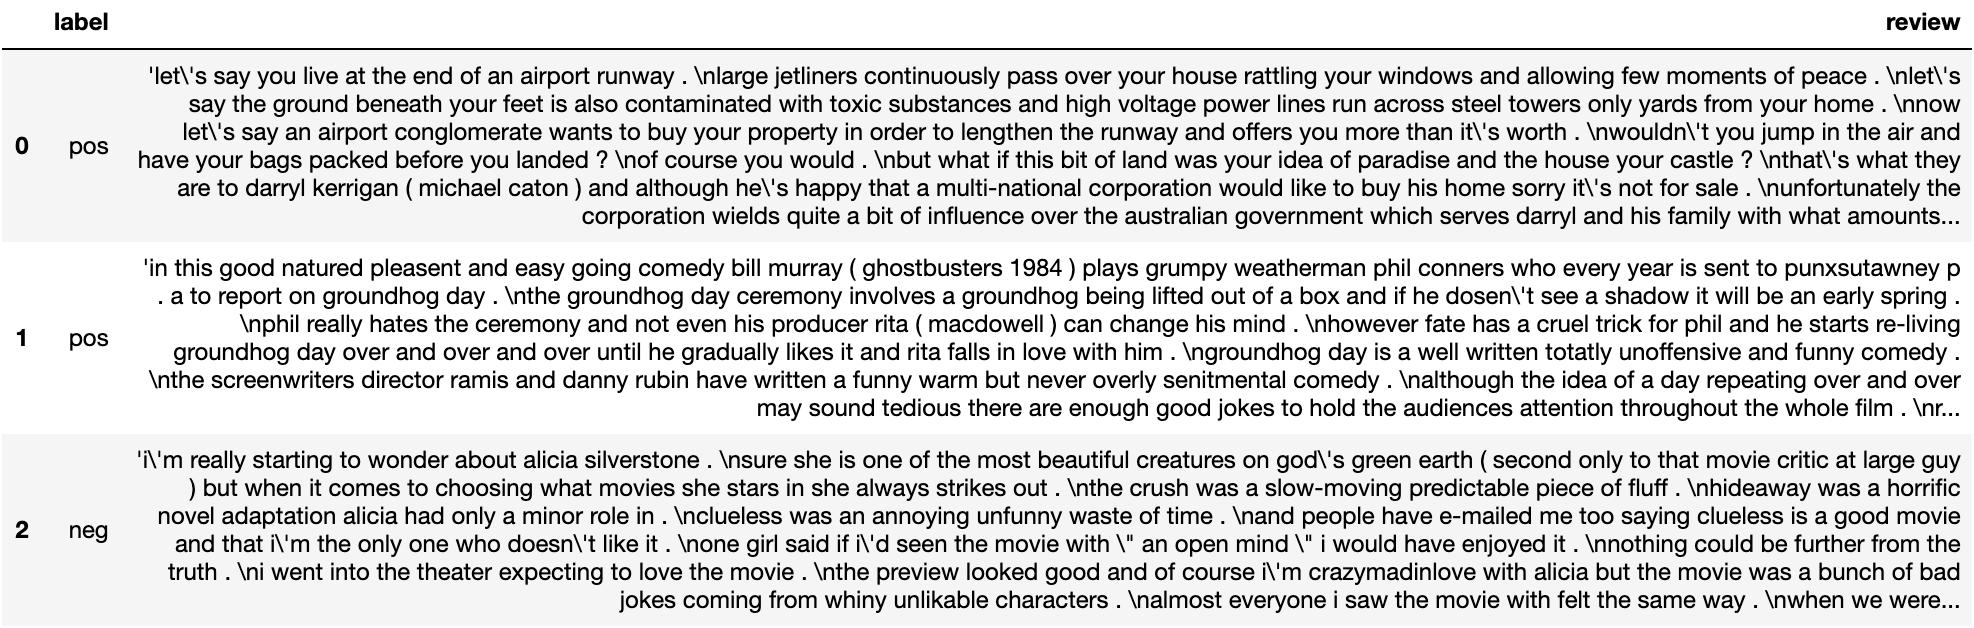 label review
'let\'s say you live at the end of an airport runway . \nlarge jetliners continuously pass over your house rattling your windows and allowing few moments of peace . \nlet\'s
say the ground beneath your feet is also contaminated with toxic substances and high voltage power lines run across steel towers only yards from your home . \nnow
let\'s say an airport conglomerate wants to buy your property in order to lengthen the runway and offers you more than it\'s worth . \nwouldn\'t you jump in the air and
0 pos have your bags packed before you landed ? \nof course you would . \nbut what if this bit of land was your idea of paradise and the house your castle ? \nthat\'s what they
are to darryl kerrigan ( michael caton ) and although he\'s happy that a multi-national corporation would like to buy his home sorry it\'s not for sale . \nunfortunately the
corporation wields quite a bit of influence over the australian government which serves darryl and his family with what amounts...
'in this good natured pleasent and easy going comedy bill murray ( ghostbusters 1984 ) plays grumpy weatherman phil conners who every year is sent to punxsutawney p
. a to report on groundhog day . \nthe groundhog day ceremony involves a groundhog being lifted out of a box and if he dosen\'t see a shadow it will be an early spring .
\nphil really hates the ceremony and not even his producer rita ( macdowell ) can change his mind . \nhowever fate has a cruel trick for phil and he starts re-living
1 pos groundhog day over and over and over until he gradually likes it and rita falls in love with him . \ngroundhog day is a well written totatly unoffensive and funny comedy .
\nthe screenwriters director ramis and danny rubin have written a funny warm but never overly senitmental comedy . \nalthough the idea of a day repeating over and over
may sound tedious there are enough good jokes to hold the audiences attention throughout the whole film . \nr...
'i\'m really starting to wonder about alicia silverstone . \nsure she is one of the most beautiful creatures on god\'s green earth ( second only to that movie critic at large guy
) but when it comes to choosing what movies she stars in she always strikes out . \nthe crush was a slow-moving predictable piece of fluff . \nhideaway was a horrific
novel adaptation alicia had only a minor role in . \nclueless was an annoying unfunny waste of time . \nand people have e-mailed me too saying clueless is a good movie
2 neg and that i\'m the only one who doesn\'t like it . \none girl said if i\'d seen the movie with \" an open mind \" i would have enjoyed it . \nnothing could be further from the
truth . \ni went into the theater expecting to love the movie . \nthe preview looked good and of course i\'m crazymadinlove with alicia but the movie was a bunch of bad
jokes coming from whiny unlikable characters . \nalmost everyone i saw the movie with felt the same way . \nwhen we were...